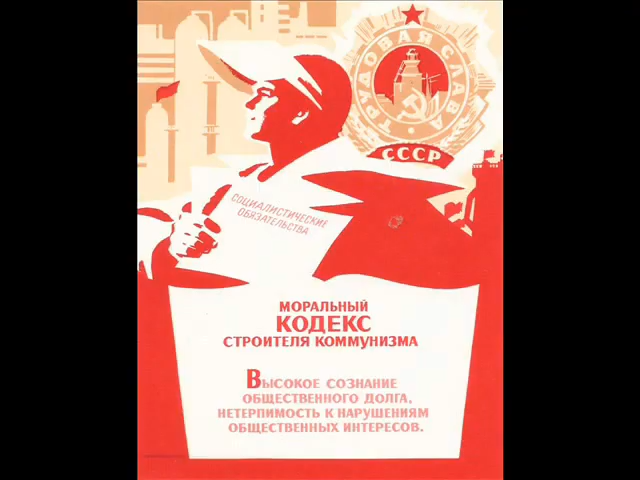 ТРУДОВАЯ СЛАВА
СССР
СОЦИАЛИСТИЧЕСКИЕ
ОБЯЗАТЕЛЬСТВА
МОРАЛЬНЫЙ
КОДЕКС
СТРОИТЕЛЯ КОММУНИЗМА
Высокое сознание
общественного долга,
нетерпимость к нарушениям
общественных интересов.